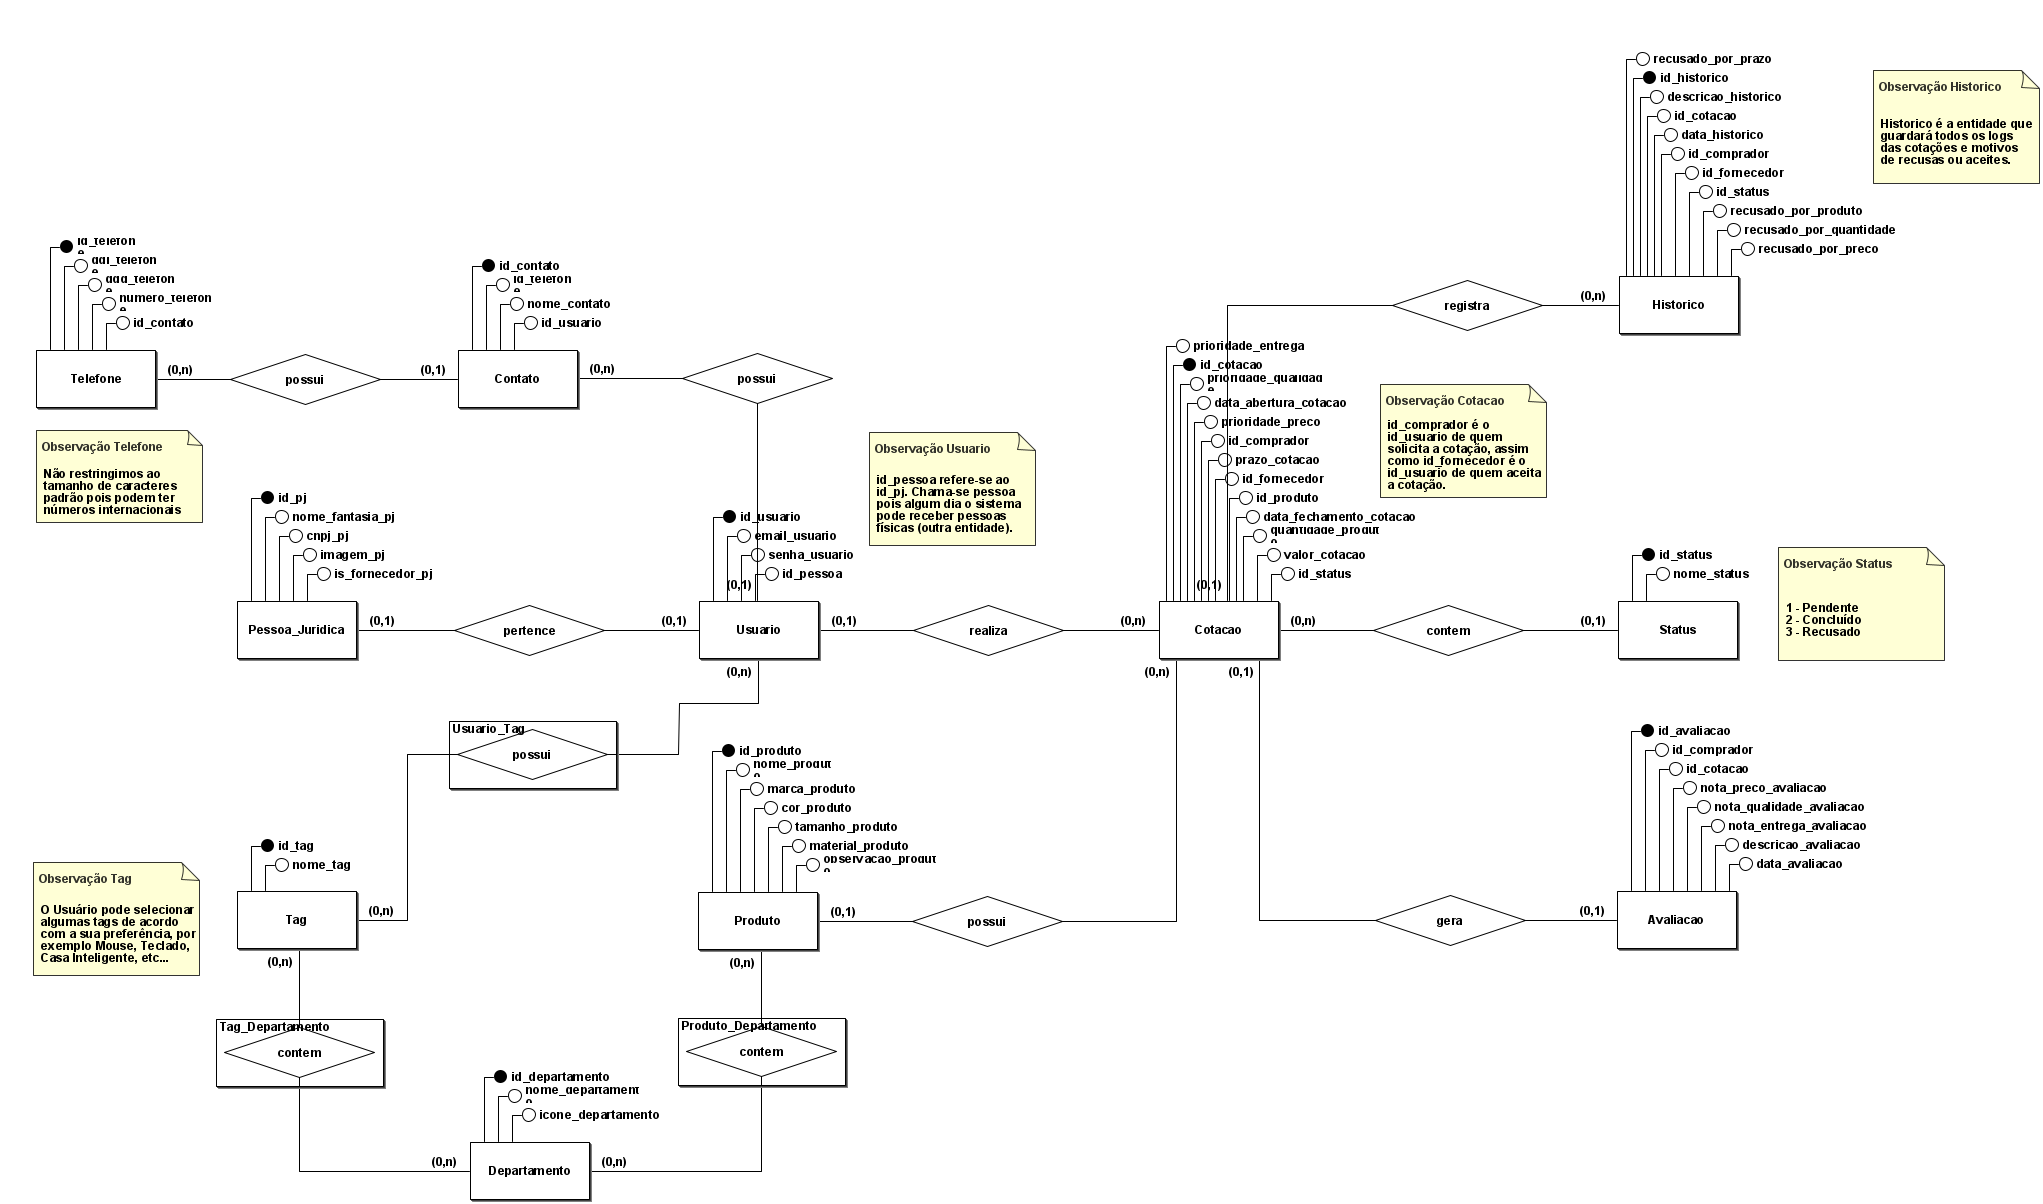 recusado_por_prazo
id_historico
descricao_historico
id_cotacao
data_historico
id_comprador
id_fornecedor
id_status
recusado_por_produto
recusado_por_quantidade
recusado_por_preco
Historico
Observação Historico
Historico é a entidade que
guardará todos os logs
das cotações e motivos
de recusas ou aceites.
registra
(0,n)
id_telefon
e
ddi_telefon
e
ddd_telefon
e
numero_telefon
e
id_contato
Telefone
(0,n)
possui
(0,1)
id_contato
id_telefon
e
nome_contato
id_usuario
Contato
(0,n)
possui
Observação Telefone
Não restringimos ao
tamanho de caracteres
padrão pois podem ter
números internacionais
id_pj
nome_fantasia_pj
cnpj_pj
imagem_pj
is_fornecedor_pj
Pessoa_Juridica
(0,1)
pertence
(0,1)
id_usuario
email_usuario
senha_usuario
id_pessoa
(0,1)
Usuario
(0,n)
Observação Usuario
id_pessoa refere-se ao
id_pj. Chama-se pessoa
pois algum dia o sistema
pode receber pessoas
físicas (outra entidade).
(0,1)
realiza
(0,n)
prioridade_entrega
id_cotacao
prioridade_qualidad
e
data_abertura_cotacao
prioridade_preco
id_comprador
prazo_cotacao
id_fornecedor
id_produto
data_fechamento_cotacao
quantidade_produt
o
valor_cotacao
id_status
(0,1)
Cotacao
(0,n)
(0,1)
Observação Cotacao
id_comprador é o
id_usuario de quem
solicita a cotação, assim
como id_fornecedor é o
id_usuario de quem aceita
a cotação.
(0,n)
contem
(0,1)
id_status
nome_status
Status
Observação Status
1 - Pendente
2 - Concluído
3 - Recusado
Usuario_Tag
possui
id_tag
nome_tag
Tag
(0,n)
(0,n)
Observação Tag
O Usuário pode selecionar
algumas tags de acordo
com a sua preferência, por
exemplo Mouse, Teclado,
Casa Inteligente, etc...
id_produto
nome_produt
o
marca_produto
cor_produto
tamanho_produto
material_produto
observacao_produt
o
Produto
(0,1)
possui
(0,n)
id_avaliacao
id_comprador
id_cotacao
nota_preco_avaliacao
nota_qualidade_avaliacao
nota_entrega_avaliacao
descricao_avaliacao
data_avaliacao
gera
(0,1)
Avaliacao
Tag_Departamento
contem
Produto_Departamento
contem
id_departamento
nome_departament
o
icone_departamento
(0,n)
Departamento
(0,n)